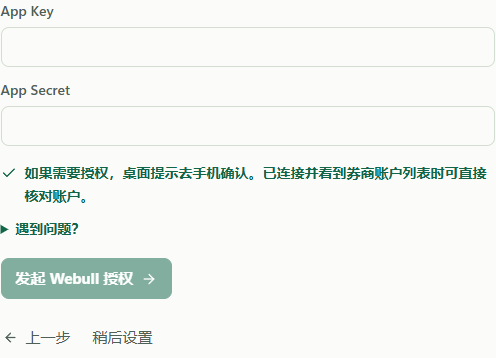 App Key
App Secret
如果需要授权，桌面提示去手机确认。已连接并看到券商账户列表时可直接
核对账户。
遇到问题？
发起 Webull 授权
上一步 稍后设置